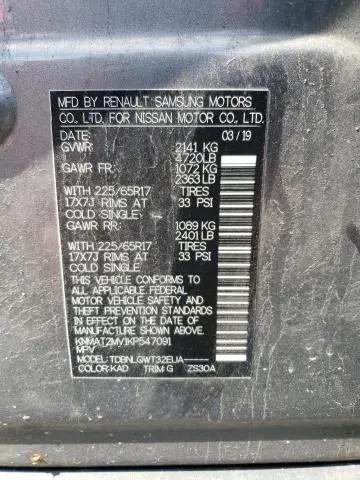 MFD BY RENAULT SAMSUNG MOTORS
CO. LTD. FOR NISSAN MOTOR CO., LTD.
DATE: 03/19
GVWR: 2141 KG
4720LB
GAWR FR: 1072 KG
2363 LB
WITH 225/65R17 TIRES
17X7J RIMS AT 33 PSI
COLD SINGLE
GAWR RR: 1089 KG
2401 LB
WITH 225/65R17 TIRES
17X7J RIMS AT 33 PSI
COLD SINGLE
THIS VEHICLE CONFORMS TO ALL
APPLICABLE U.S. FEDERAL
MOTOR VEHICLE SAFETY, BUMPER,
AND THEFT PREVENTION
STANDARDS IN EFFECT ON THE
DATE OF MANUFACTURE
SHOWN ABOVE.
KNMAT2MV1KP547091
MPV
MODEL: TDBNLQWT32EUA-----
COLOR: KAD TRIM: G ZS30A